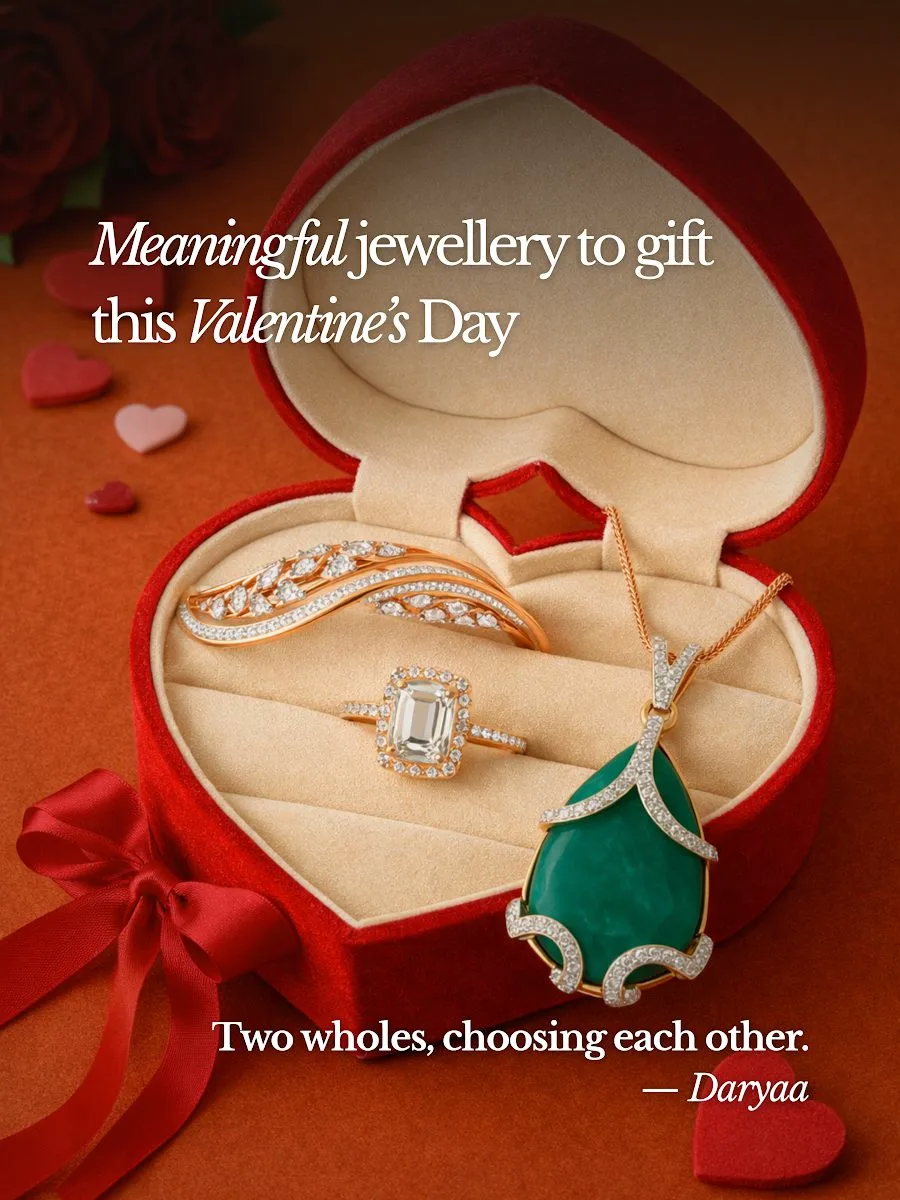 Meaningful jewellery to gift
this Valentine’s Day
Two wholes, choosing each other.
— Daryaa